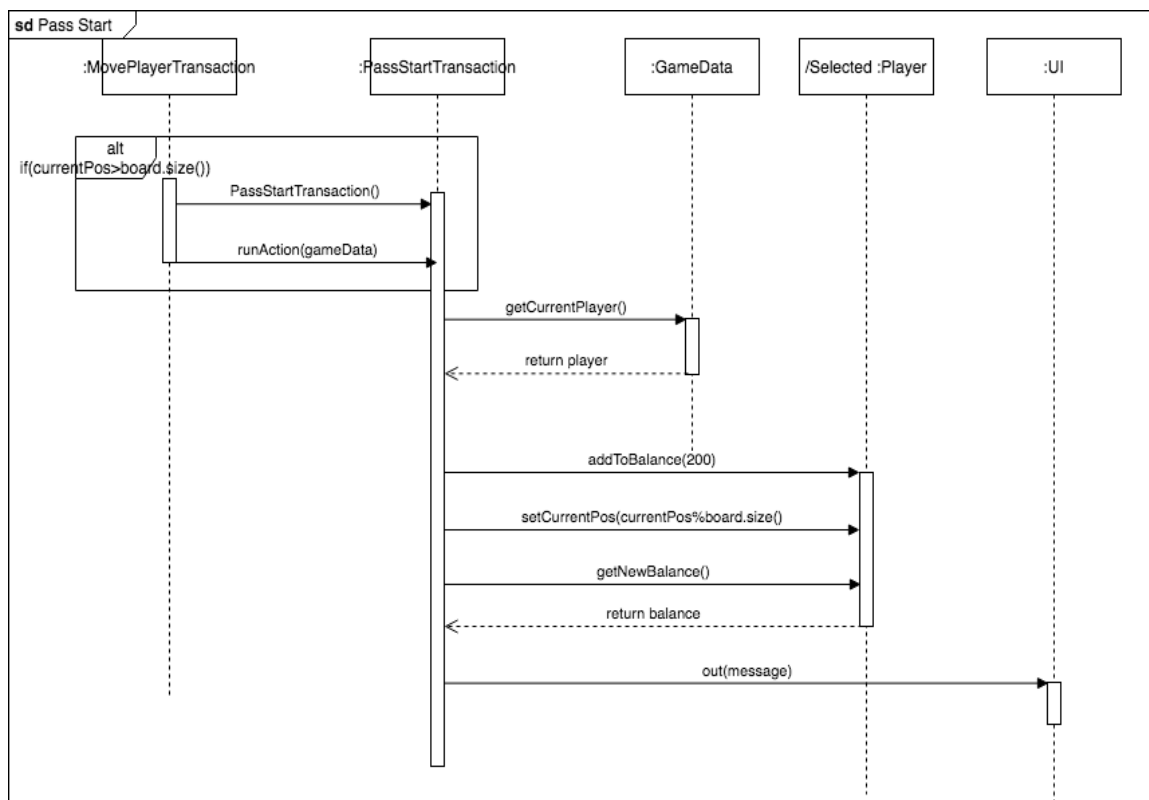 sd Pass Start
:MovePlayerTransaction
:PassStartTransaction
:GameData
/Selected :Player
:UI
alt
if(currentPos>board.size())
PassStartTransaction()
runAction(gameData)
getCurrentPlayer()
return player
addToBalance(200)
setCurrentPos(currentPos%board.size()
getNewBalance()
return balance
out(message)